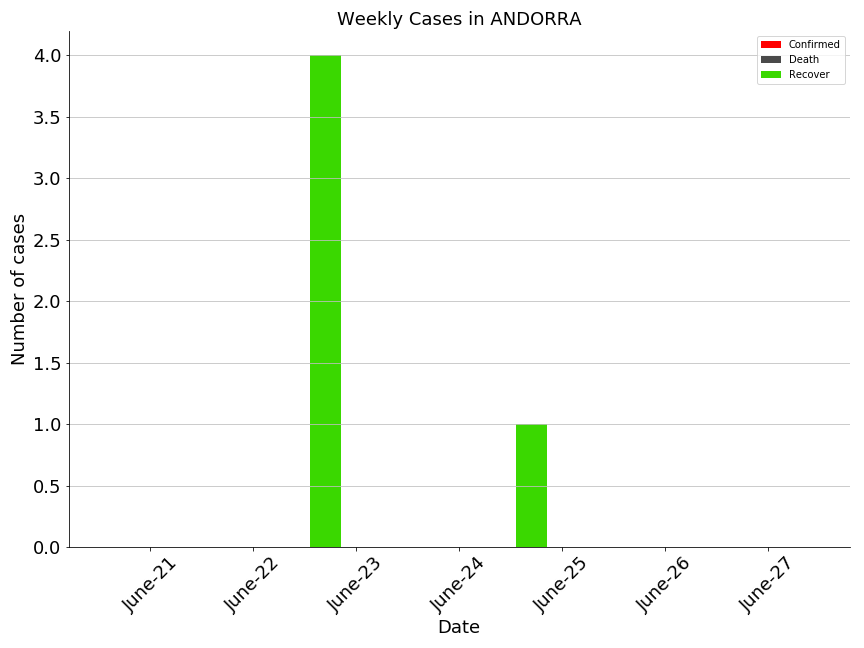 Weekly Cases in ANDORRA
Confirmed
Death
Recover
Number of cases
4.0
3.5
3.0
2.5
2.0
1.5
1.0
0.5
0.0
June-21
June-22
June-23
June-24
June-25
June-26
June-27
Date